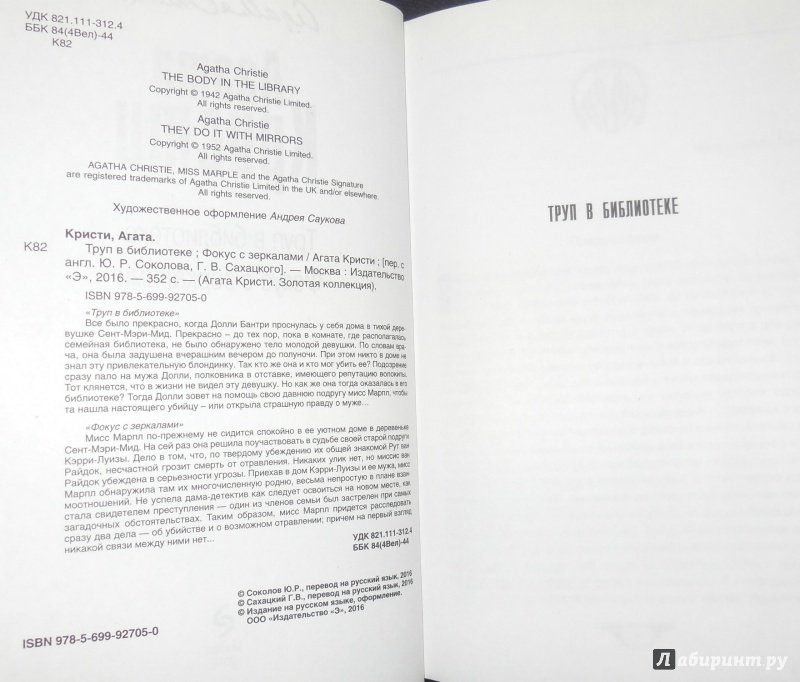 УДК 821.111-312.4
ББК 84(4Вел)-44
К82
Agatha Christie
THE BODY IN THE LIBRARY
Copyright © 1942 Agatha Christie Limited.
All rights reserved.
Agatha Christie
THEY DO IT WITH MIRRORS
Copyright © 1952 Agatha Christie Limited.
All rights reserved.
AGATHA CHRISTIE, MISS MARPLE and the Agatha Christie Signature
are registered trademarks of Agatha Christie Limited in the UK and/or elsewhere.
All rights reserved.
Художественное оформление Андрея Саукова
Кристи, Агата.
К82 Труп в библиотеке ; Фокус с зеркалами / Агата Кристи ; [пер. с
англ. Ю. Р. Соколова, Г. В. Сахацкого]. — Москва : Издательство
«Э», 2016. — 352 с. — (Агата Кристи. Золотая коллекция).
ISBN 978-5-699-92705-0
«Труп в библиотеке»
Все было прекрасно, когда Долли Бантри проснулась у себя дома в тихой дере-
вушке Сент-Мэри-Мид. Прекрасно – до тех пор, пока в комнате, где располагалась
семейная библиотека, не было обнаружено тело молодой девушки. По словам вра-
ча, она была задушена вчерашним вечером до полуночи. При этом никто в доме не
знал эту привлекательную блондинку. Так кто же она и кто мог убить ее? Подозрение
сразу пало на мужа Долли, полковника в отставке, имеющего репутацию волокиты.
Тот клянется, что в жизни не видел эту девушку. Но как же она тогда оказалась в его
библиотеке? Тогда Долли зовет на помощь свою давнюю подругу мисс Марпл, чтобы
та нашла настоящего убийцу – или открыла страшную правду о муже...
«Фокус с зеркалами»
Мисс Марпл по-прежнему не сидится спокойно в ее уютном доме в деревеньке
Сент-Мэри-Мид. На сей раз она решила поучаствовать в судьбе своей старой подруги
Кэрри-Луизы. Дело в том, что, по твердому убеждению их общей знакомой Рут ван
Райдок, несчастной грозит смерть от отравления. Никаких улик нет, но миссис ван
Райдок убеждена в серьезности угрозы. Приехав в дом Кэрри-Луизы и ее мужа, мисс
Марпл обнаружила там их многочисленную родню, весьма непростую в плане взаи-
моотношений. Не успела дама-детектив как следует освоиться на новом месте, как
стала свидетелем преступления – один из членов семьи был застрелен при самых
загадочных обстоятельствах. Таким образом, мисс Марпл придется расследовать
сразу два дела – об убийстве и о возможном отравлении; причем на первый взгляд
никакой связи между ними нет...
УДК 821.111-312.4
ББК 84(4Вел)-44
© Соколов Ю.Р., перевод на русский язык, 2016
© Сахацкий Г.В., перевод на русский язык, 2016
© Издание на русском языке, оформление.
ООО «Издательство «Э», 2016
ISBN 978-5-699-92705-0
ТРУП В БИБЛИОТЕКЕ
Лабиринт.ру